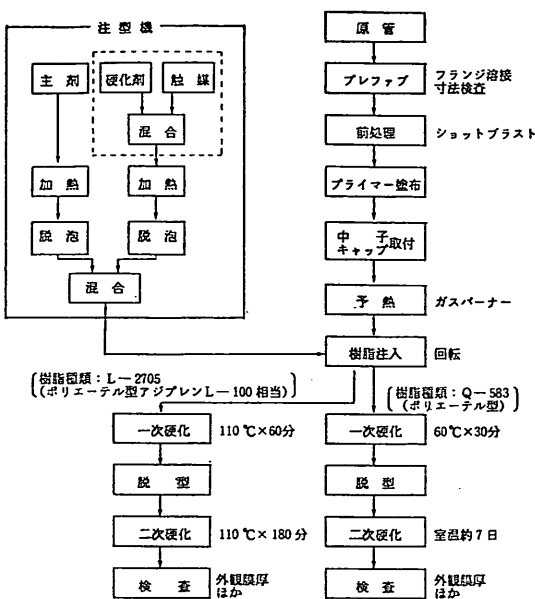 注型機
主剤
硬化剤
触媒
混合
加熱
加熱
脱泡
脱泡
混合
原管
プレファブ
フランジ溶接
寸法検査
前処理
ショットブラスト
プライマー塗布
中子
キャップ取付
予熱
ガスバーナー
樹脂注入
回転
樹脂種類:L-2705
(ポリエーテル型アジプレンL-100相当)
樹脂種類:Q-583
(ポリエーテル型)
一次硬化
110℃×60分
脱型
二次硬化
110℃×180分
検査
外観膜厚
ほか
一次硬化
60℃×30分
脱型
二次硬化
室温約7日
検査
外観膜厚
ほか